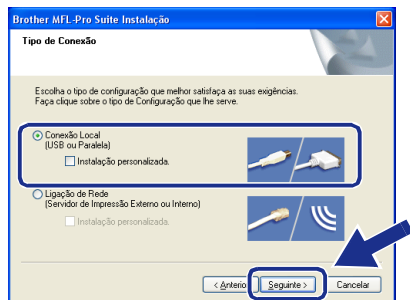 Brother MFL-Pro Suite Instalação
Tipo de Conexão
Escolha o tipo de configuração que melhor satisfaça as suas exigências.
Faça clique sobre o tipo de Configuração que lhe serve.
Conexão Local
(USB ou Paralela)
Instalação personalizada.
Ligação de Rede
(Servidor de Impressão Externo ou Interno)
Instalação personalizada.
< Anterio Seguinte > Cancelar